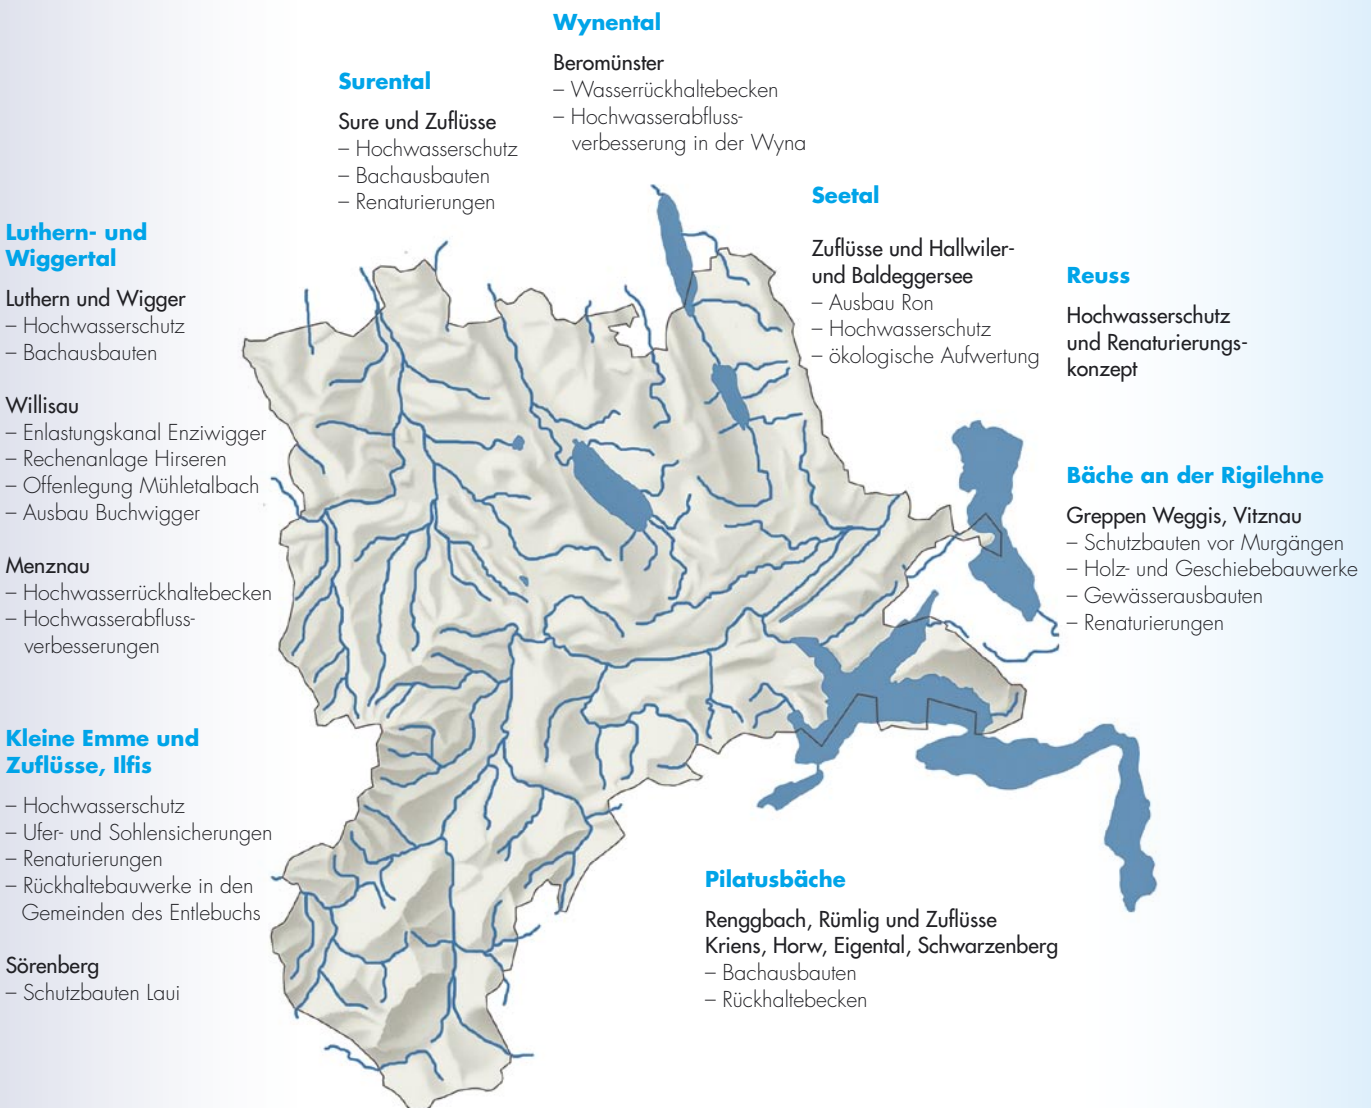 Wynental
Beromünster
– Wasserrückhaltebecken
– Hochwasserabfluss-
verbesserung in der Wyna
Surental
Sure und Zuflüsse
– Hochwasserschutz
– Bachausbauten
– Renaturierungen
Seetal
Zuflüsse und Hallwiler-
und Baldeggersee
– Ausbau Ron
– Hochwasserschutz
– ökologische Aufwertung
Reuss
Hochwasserschutz
und Renaturierungs-
konzept
Luthern- und
Wiggertal
Luthern und Wigger
– Hochwasserschutz
– Bachausbauten
Willisau
– Enlastungskanal Enziwigger
– Rechenanlage Hirseren
– Offenlegung Mühletalbach
– Ausbau Buchwigger
Menznau
– Hochwasserrückhaltebecken
– Hochwasserabfluss-
verbesserungen
Bäche an der Rigilehne
Greppen Weggis, Vitznau
– Schutzbauten vor Murgängen
– Holz- und Geschiebebauwerke
– Gewässerausbauten
– Renaturierungen
Kleine Emme und
Zuflüsse, Ilfis
– Hochwasserschutz
– Ufer- und Sohlensicherungen
– Renaturierungen
– Rückhaltebauwerke in den
Gemeinden des Entlebuchs
Sörenberg
– Schutzbauten Laui
Pilatusbäche
Renggbach, Rümlig und Zuflüsse
Kriens, Horw, Eigental, Schwarzenberg
– Bachausbauten
– Rückhaltebecken